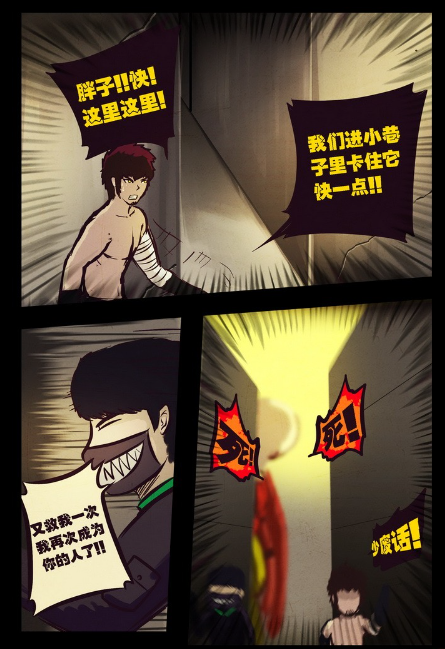 胖子!!快!
这里这里!
我们进小巷
子里卡住它
快一点!!
又救我一次
我再次成为
你的人了!!
死!
死!
少废话!